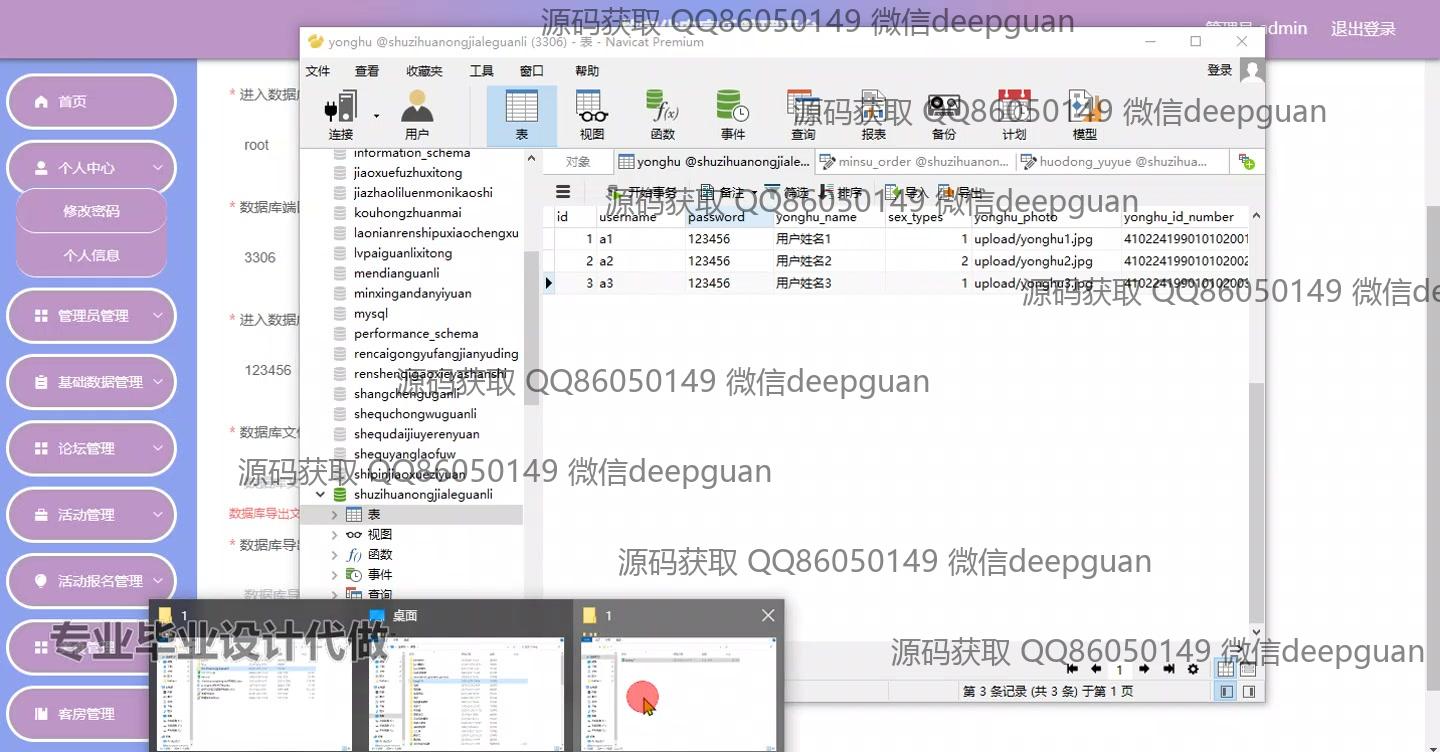 源码获取 QQ86050149 微信deepguan
admin
退出登录
yonghu @shuzihuanongjialeguanli (3306) - 表 - Navicat Premium
文件 查看 收藏夹 工具 窗口 帮助
登录
连接 用户 表 视图 函数 事件 查询 报表 备份 计划 模型
源码获取 QQ86050149 微信deepguan
对象 yonghu @shuzihuanongjiale... minsu_order @shuzihuanon... huodong_yuyue @shuzihua...
开始事务 备注 筛选 排序 导入 导出
源码获取 QQ86050149 微信deepguan
id username password yonghu_name sex_types yonghu_photo yonghu_id_number
1 a1 123456 用户姓名1 1 upload/yonghu1.jpg 410224199010102001
2 a2 123456 用户姓名2 2 upload/yonghu2.jpg 410224199010102002
3 a3 123456 用户姓名3 1 upload/yonghu3.jpg 410224199010102003
源码获取 QQ86050149 微信de
information_schema
jiaoxuefuzhuxitong
jiazhaoliluenmonikaoshi
kouhongzhuanmai
laonianrenshipuxiaochengxu
lvpaiguanlixitong
mendianguanli
minxingandanyiyuan
mysql
performance_schema
rencaigongyufangjianyuding
renshenqigaoxieyashanshi
shangchenguganli
shequchongwuguanli
shequdaijiuyerenyuan
shequyanglaofuw
shipinjiaoxueziyuan
shuzihuanongjialeguanli
表
视图
函数
事件
查询
源码获取 QQ86050149 微信deepguan
源码获取 QQ86050149 微信deepguan
源码获取 QQ86050149 微信deepguan
源码获取 QQ86050149 微信deepguan
1
第 3 条记录 (共 3 条) 于第 1 页
首页
个人中心
修改密码
个人信息
管理员管理
基础数据管理
论坛管理
活动管理
活动报名管理
客房管理
* 进入数据库
root
* 数据库端
3306
* 进入数据
123456
* 数据库文
数据库导出文
* 数据库导
数据库导
1 桌面 1
专业毕业设计代做